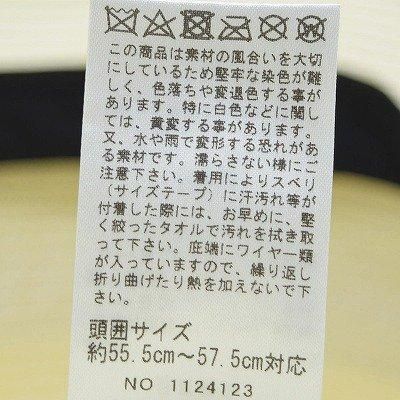 この商品は素材の風合いを大切
にしているため堅牢な染色が難
しく、色落ちや変退色する事が
あります。特に白色などに関し
ては、黄変する事があります。
又、水や雨で変形する恐れがあ
る素材です。濡らさない様にご
注意下さい。着用によりスベリ
(サイズテープ)に汗汚れ等が
付着した際には、お早めに、堅
く絞ったタオルで汚れを拭き取
って下さい。庇端にワイヤー類
が入っていますので、繰り返し
折り曲げたり熱を加えないで下
さい。
頭囲サイズ
約55.5cm～57.5cm対応
NO 1124123